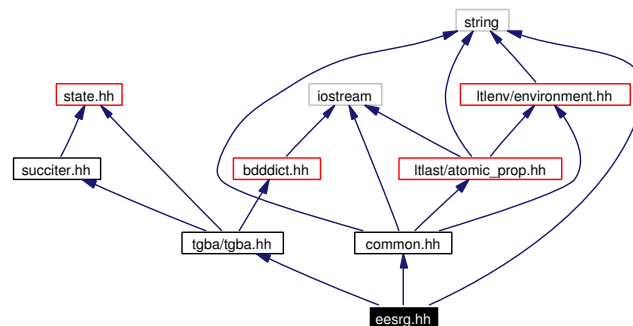 string
state.hh
iostream
ltlenv/environment.hh
succiter.hh
bdddict.hh
ltlast/atomic_prop.hh
tgba/tgba.hh
common.hh
eesrg.hh